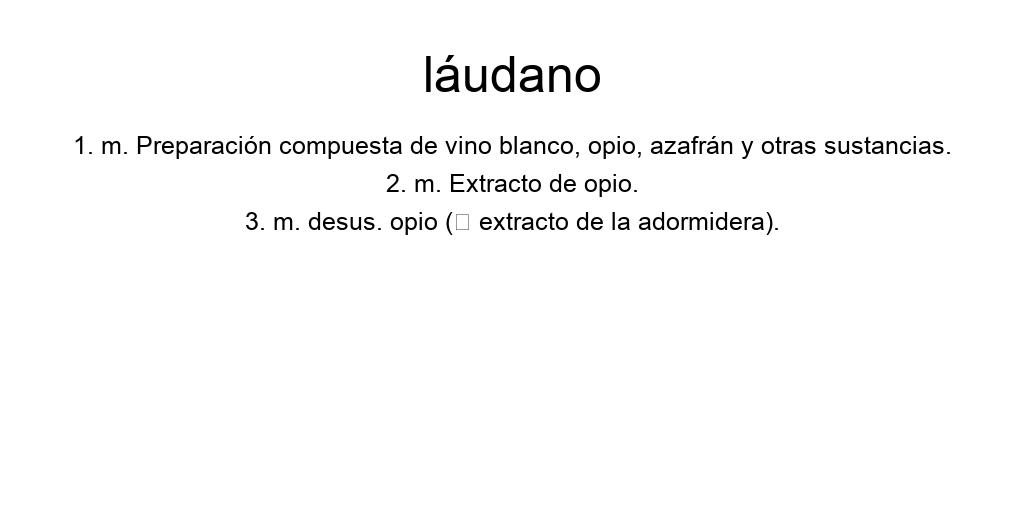 láudano
1. m. Preparación compuesta de vino blanco, opio, azafrán y otras sustancias.
2. m. Extracto de opio.
3. m. desus. opio (□ extracto de la adormidera).